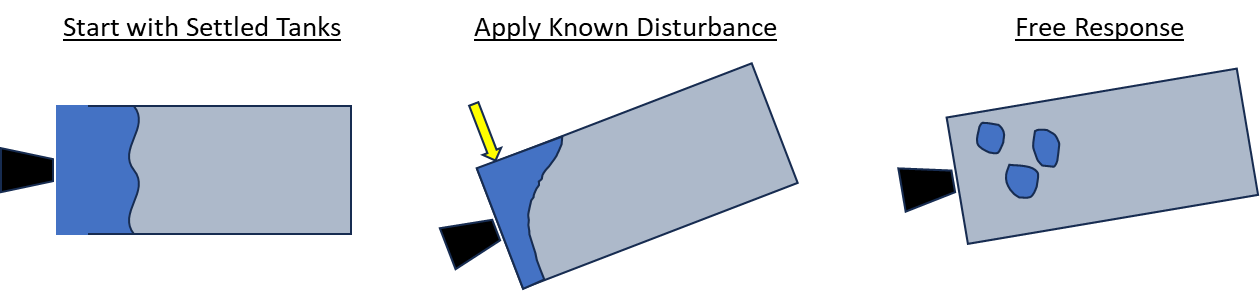 Start with Settled Tanks
Apply Known Disturbance
Free Response